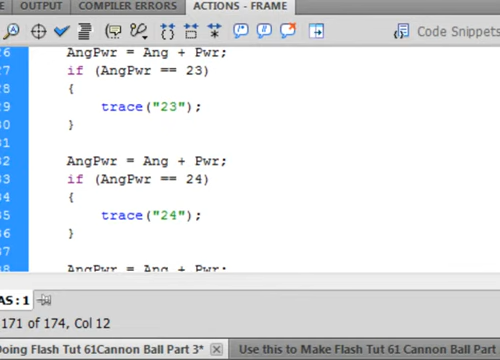 OUTPUT COMPILER ERRORS ACTIONS - FRAME
Code Snippets
26 AngPwr = Ang + Pwr;
27 if (AngPwr == 23)
28 {
29 trace("23");
30 }
31
32 AngPwr = Ang + Pwr;
33 if (AngPwr == 24)
34 {
35 trace("24");
36 }
37
38 AngPwr = Ang + Pwr;
AS : 1
171 of 174, Col 12
Doing Flash Tut 61Cannon Ball Part 3* Use this to Make Flash Tut 61 Cannon Ball Part